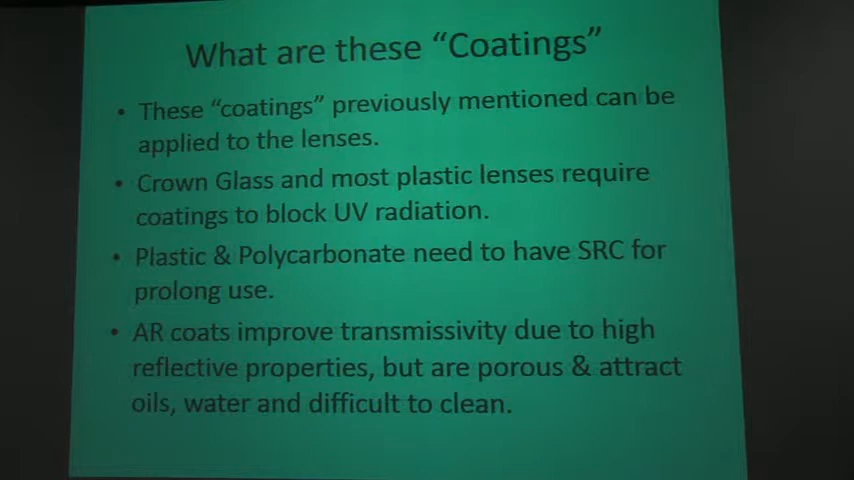 What are these “Coatings”
• These “coatings” previously mentioned can be
applied to the lenses.
• Crown Glass and most plastic lenses require
coatings to block UV radiation.
• Plastic & Polycarbonate need to have SRC for
prolong use.
• AR coats improve transmissivity due to high
reflective properties, but are porous & attract
oils, water and difficult to clean.